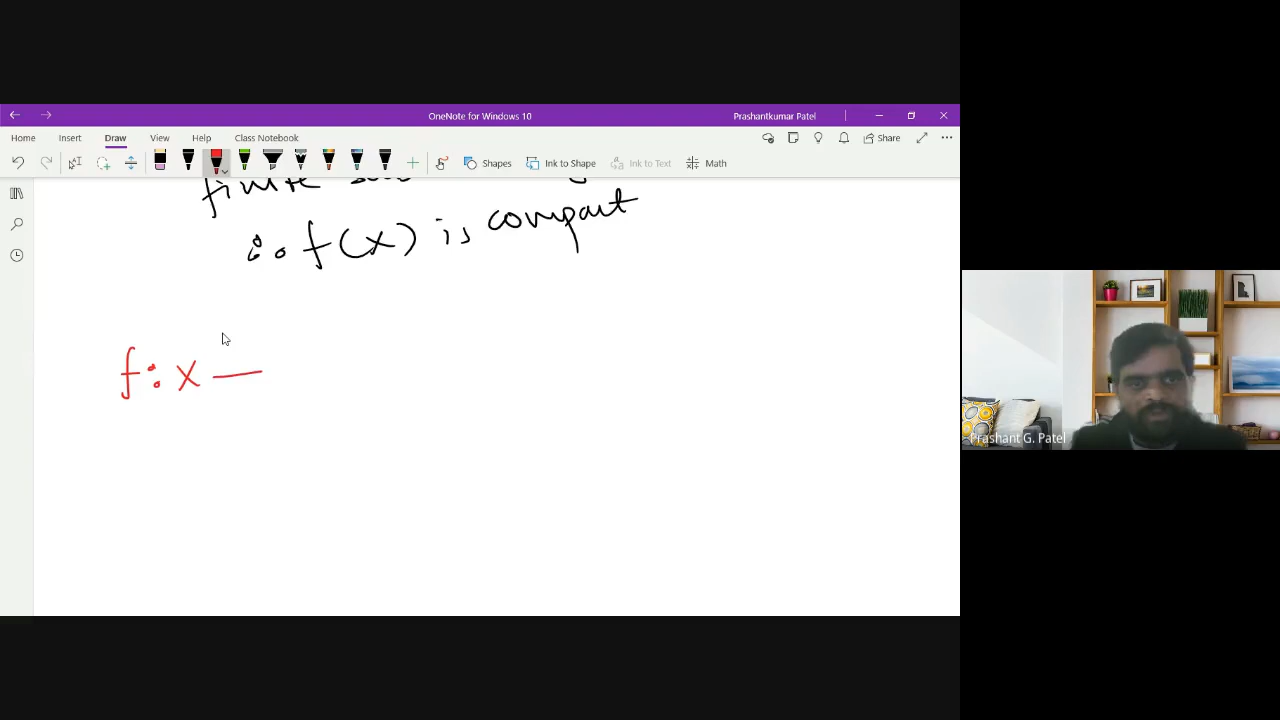 OneNote for Windows 10
Prashantkumar Patel
Home Insert Draw View Help Class Notebook
Share
Shapes Ink to Shape Ink to Text Math
finite
∴ f(x) is compact
f: x —
Prashant G. Patel